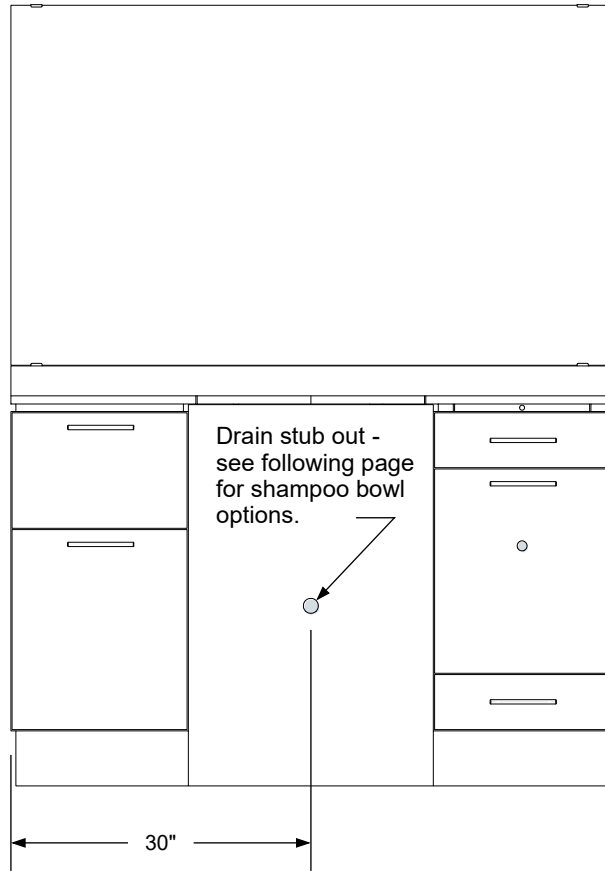 Drain stub out -
see following page
for shampoo bowl
options.
30"